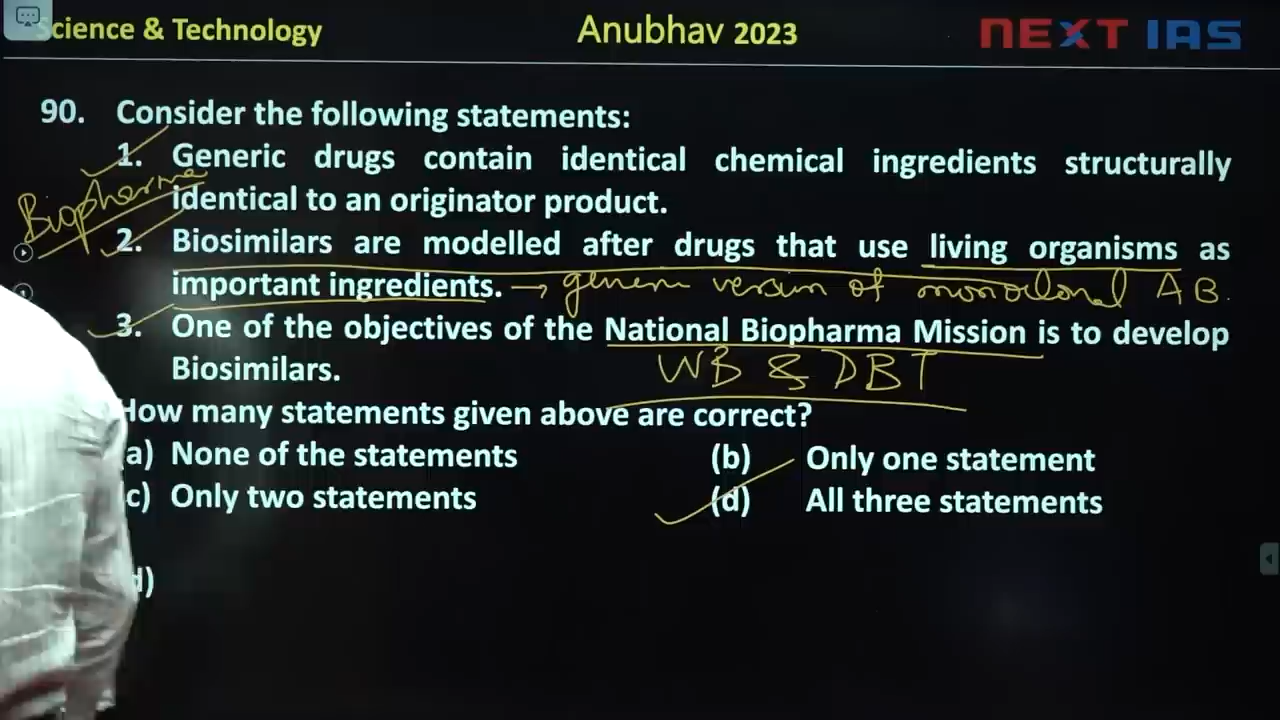 Science & Technology Anubhav 2023 NEXT IAS
90. Consider the following statements:
1. Generic drugs contain identical chemical ingredients structurally
identical to an originator product.
Biopharma
2. Biosimilars are modelled after drugs that use living organisms as
important ingredients. → generic version of monoclonal AB.
3. One of the objectives of the National Biopharma Mission is to develop
Biosimilars.
WB & DBT
How many statements given above are correct?
a) None of the statements (b) Only one statement
c) Only two statements (d) All three statements
d)